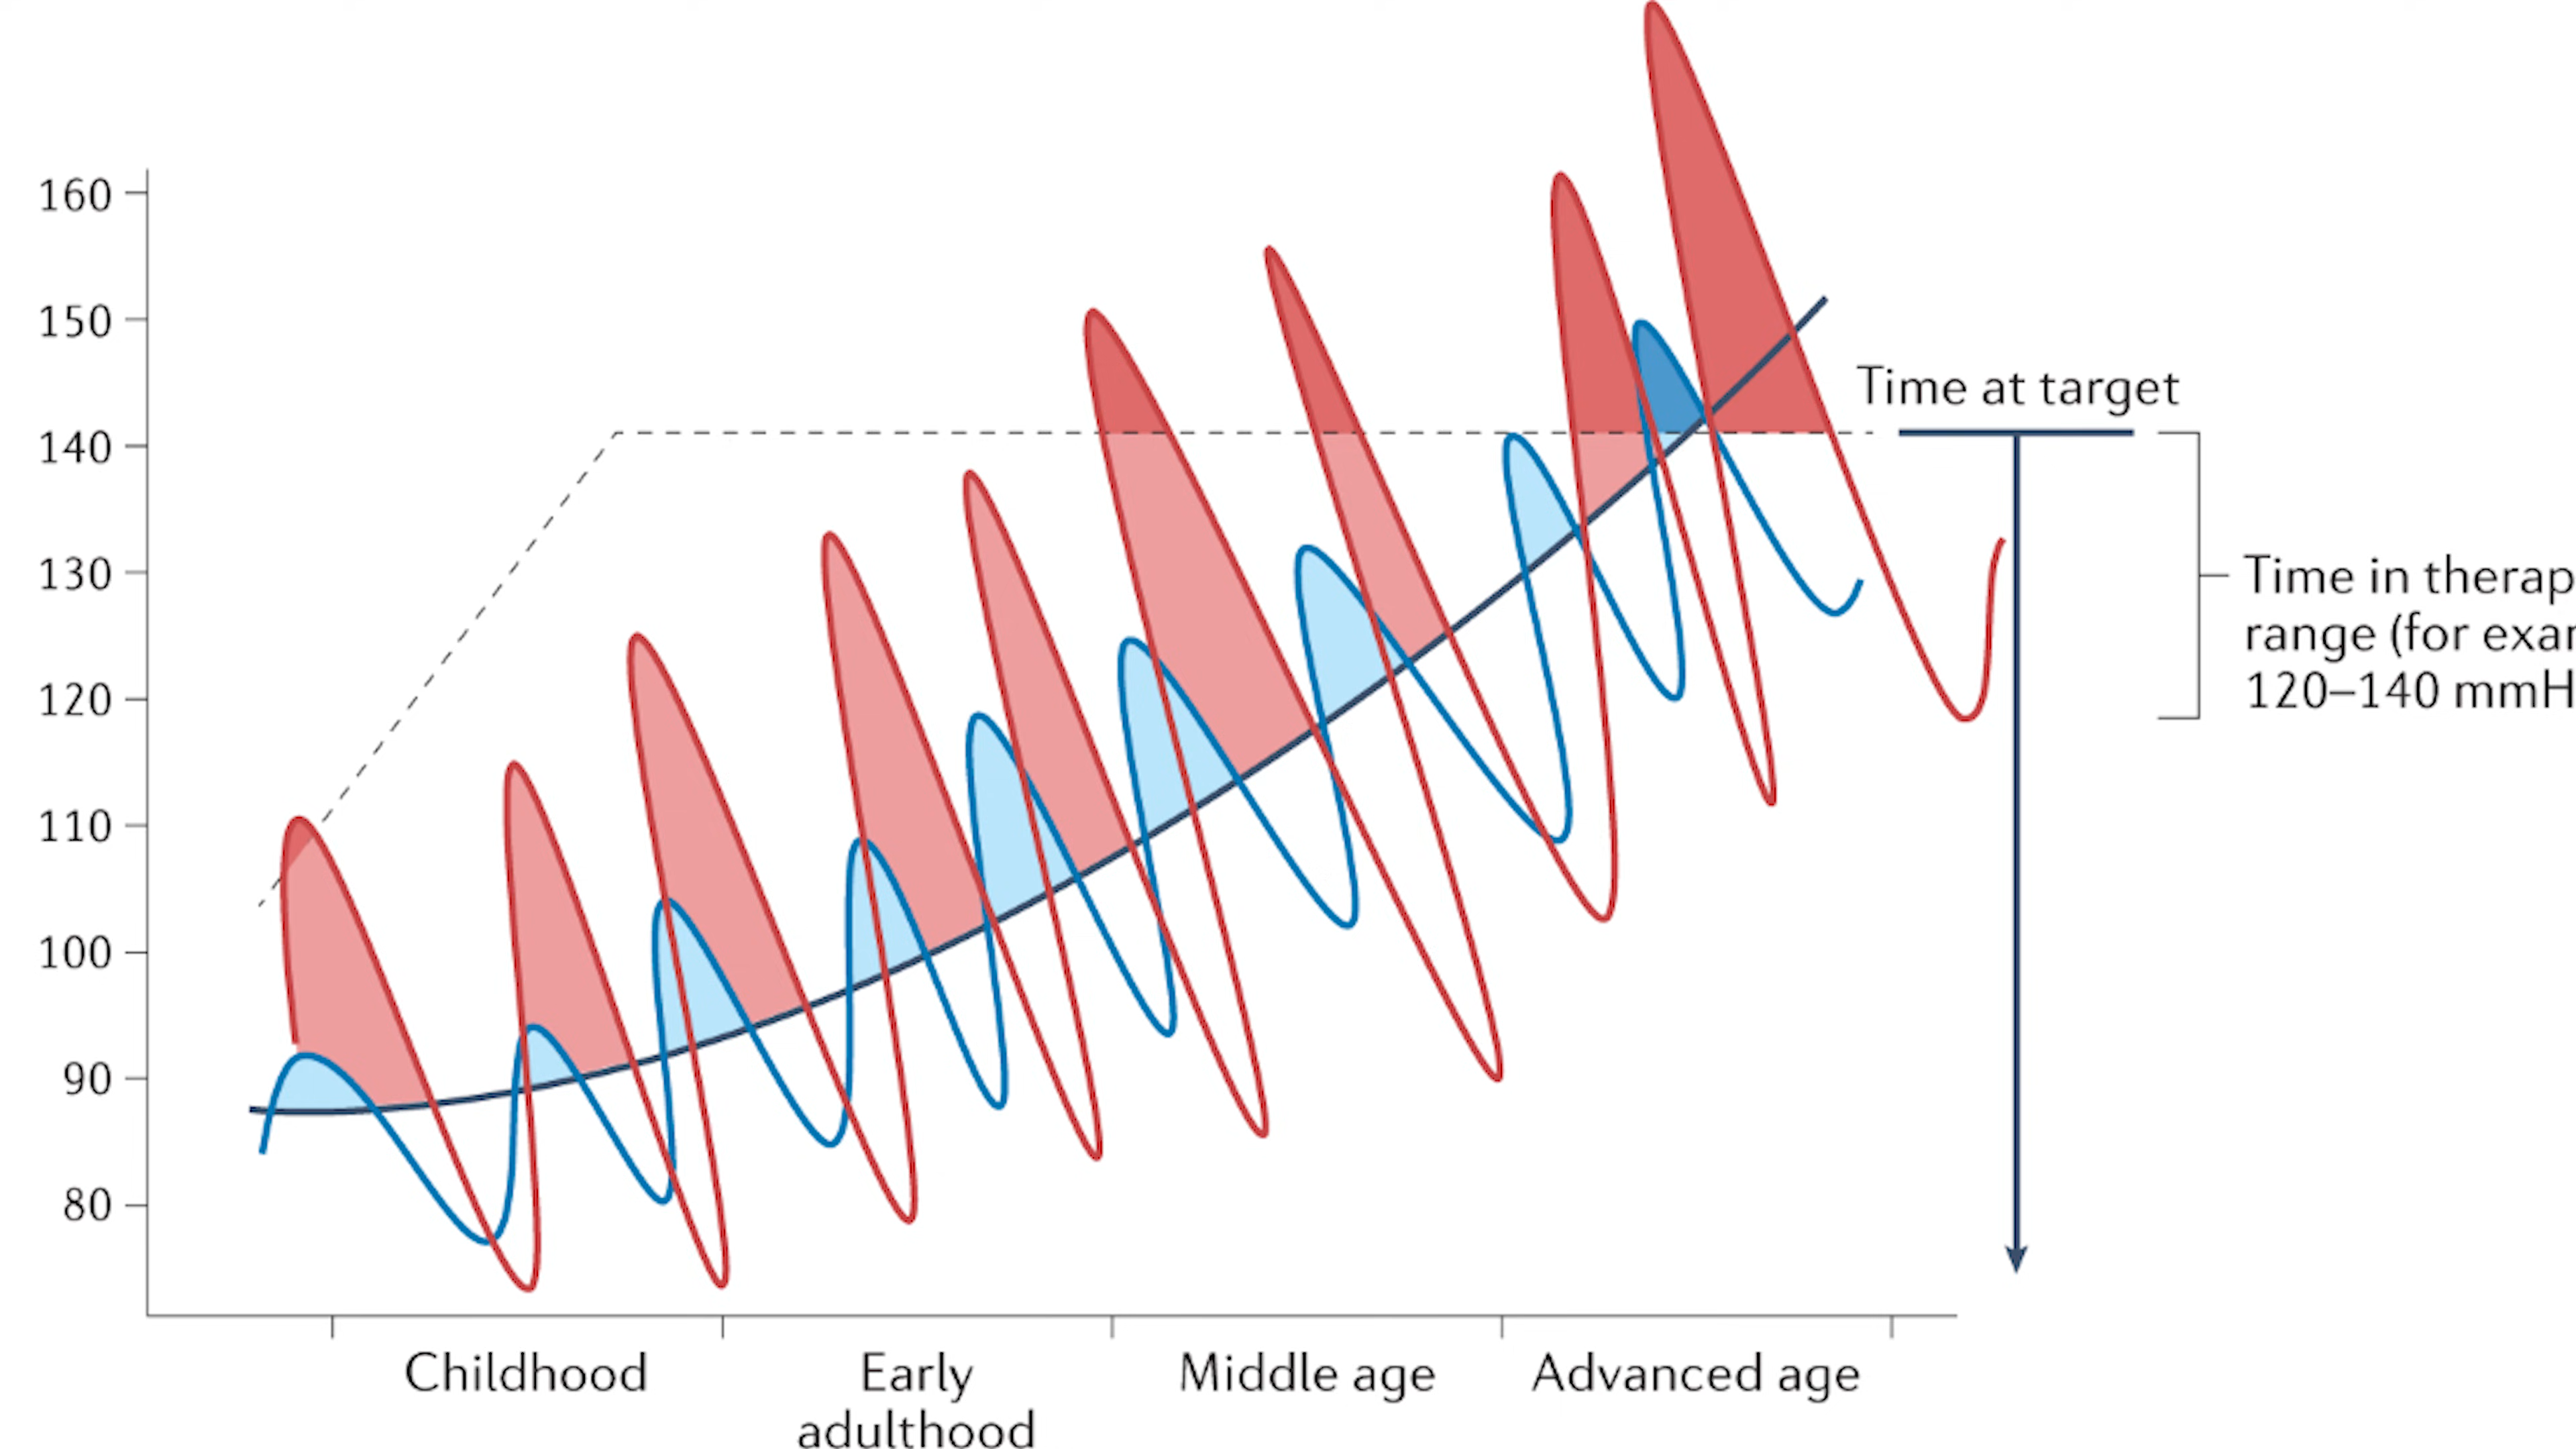 160
150
140
130
120
110
100
90
80
Time at target
Time in therap
range (for exar
120–140 mmH
Childhood
Early
adulthood
Middle age
Advanced age